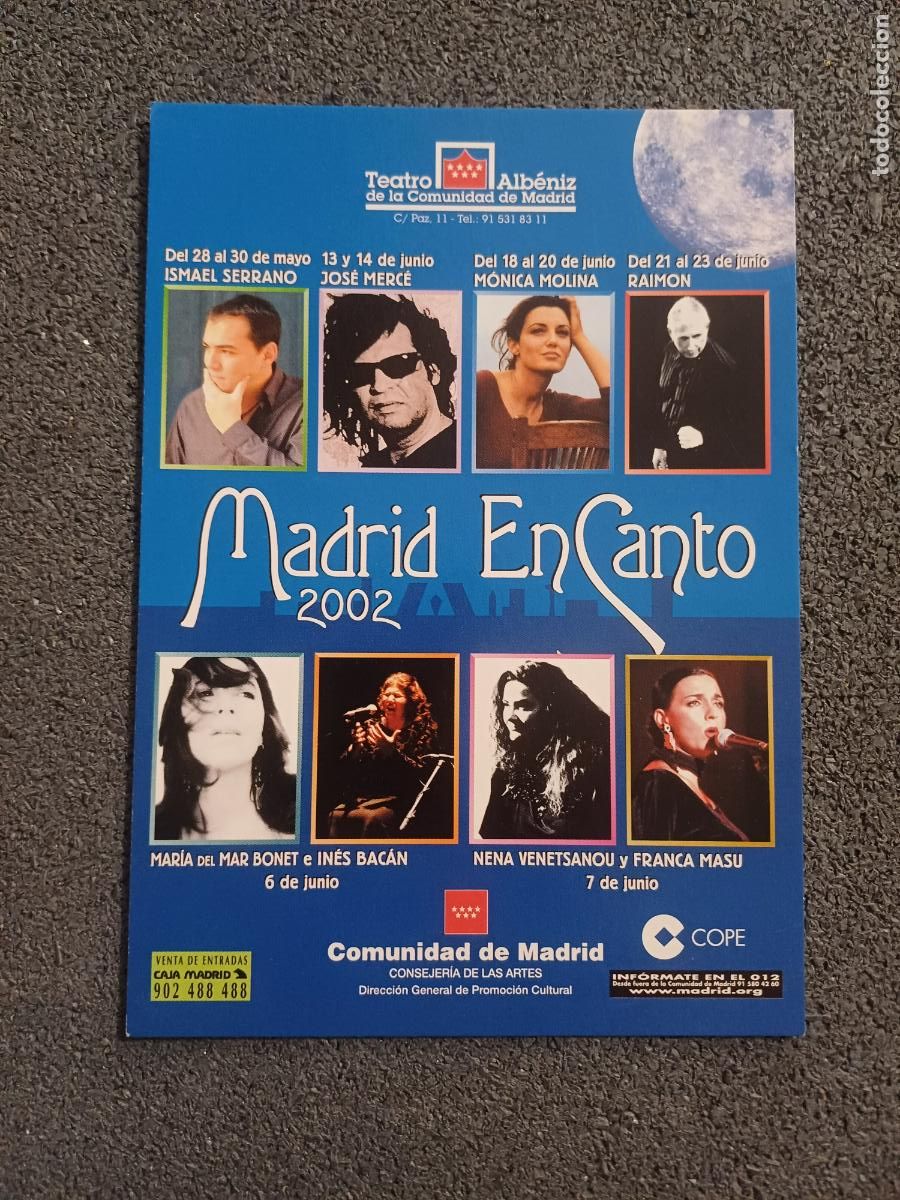 todocoleccion
Teatro Albéniz
de la Comunidad de Madrid
C/ Paz, 11 - Tel.: 91 531 83 11
Del 28 al 30 de mayo
ISMAEL SERRANO
13 y 14 de junio
JOSÉ MERCÉ
Del 18 al 20 de junio
MÓNICA MOLINA
Del 21 al 23 de junio
RAIMON
Madrid EnCanto
2002
MARÍA DEL MAR BONET e INÉS BACÁN
6 de junio
NENA VENETSANOU y FRANCA MASU
7 de junio
VENTA DE ENTRADAS
CAJA MADRID
902 488 488
Comunidad de Madrid
CONSEJERÍA DE LAS ARTES
Dirección General de Promoción Cultural
COPE
INFÓRMATE EN EL 012
Desde fuera de la Comunidad de Madrid 91 580 42 60
www.madrid.org